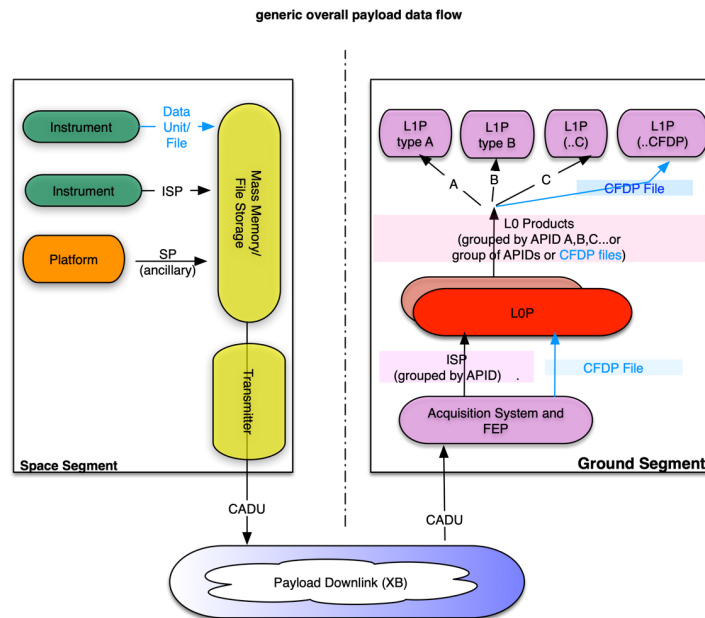 generic overall payload data flow
Instrument
Data
Unit/
File
Instrument
ISP
Platform
SP
(ancillary)
Mass Memory/
File Storage
Transmitter
Space Segment
CADU
Payload Downlink (XB)
L1P
type A
L1P
type B
L1P
(..C)
L1P
(..CFDP)
A
B
C
CFDP File
L0 Products
(grouped by APID A,B,C...or
group of APIDs or CFDP files)
L0P
ISP
(grouped by APID)    .
CFDP File
Acquisition System and
FEP
Ground Segment
CADU